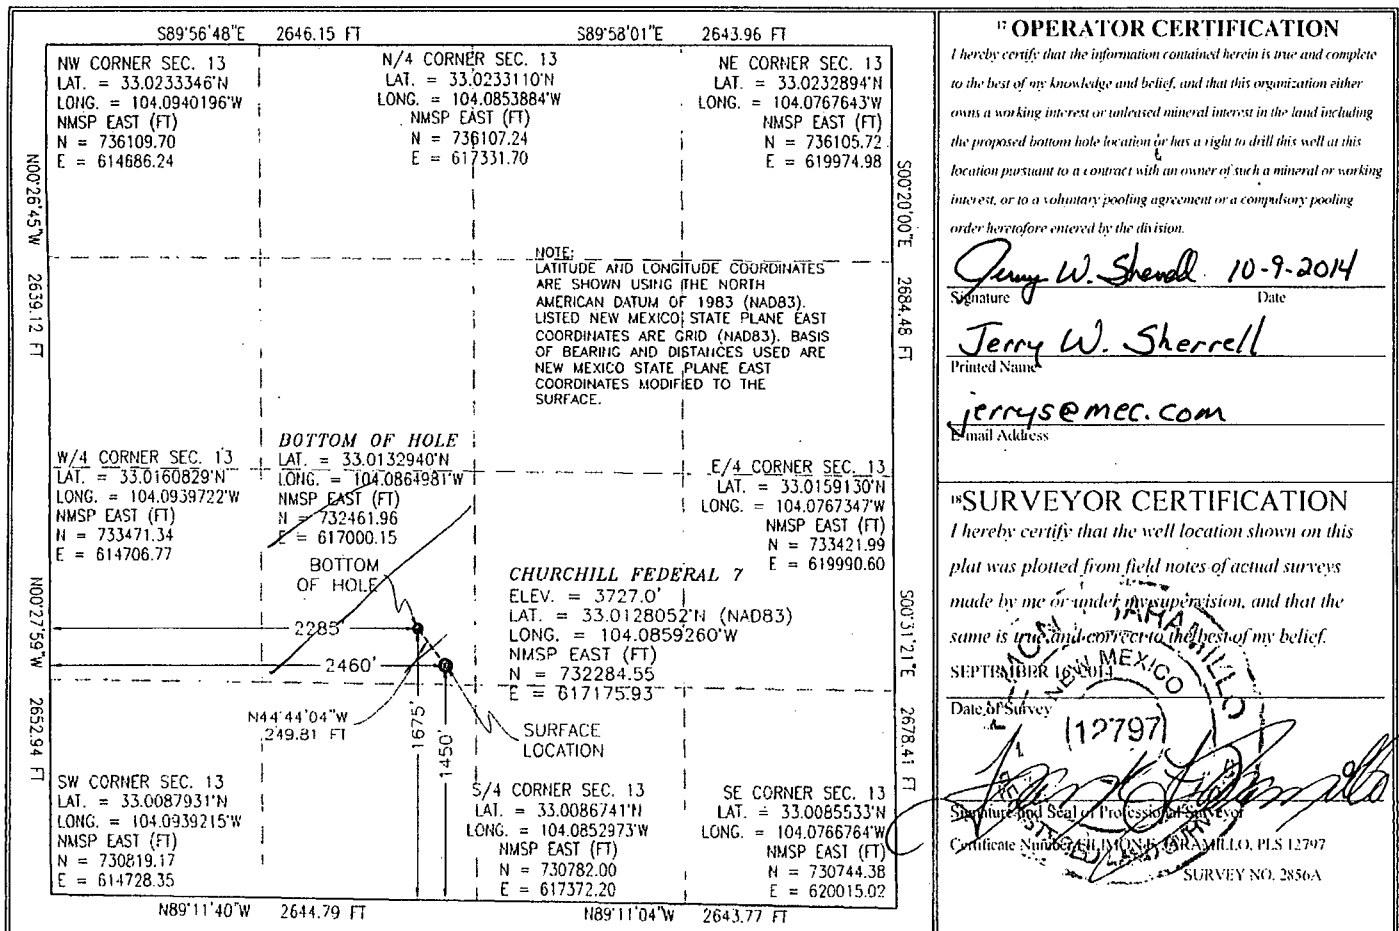 S89°56'48"E 2646.15 FT
S89°58'01"E 2643.96 FT
NW CORNER SEC. 13
LAT. = 33.0233346'N
LONG. = 104.0940196'W
NMSP EAST (FT)
N = 736109.70
E = 614686.24
N/4 CORNER SEC. 13
LAT. = 33.0233110'N
LONG. = 104.0853884'W
NMSP EAST (FT)
N = 736107.24
E = 617331.70
NE CORNER SEC. 13
LAT. = 33.0232894'N
LONG. = 104.0767643'W
NMSP EAST (FT)
N = 736105.72
E = 619974.98
N00°26'45"W 2639.12 FT
S00°20'00"E 2684.48 FT
NOTE:
LATITUDE AND LONGITUDE COORDINATES
ARE SHOWN USING THE NORTH
AMERICAN DATUM OF 1983 (NAD83).
LISTED NEW MEXICO STATE PLANE EAST
COORDINATES ARE GRID (NAD83). BASIS
OF BEARING AND DISTANCES USED ARE
NEW MEXICO STATE PLANE EAST
COORDINATES MODIFIED TO THE
SURFACE.
W/4 CORNER SEC. 13
LAT. = 33.0160829'N
LONG. = 104.0939722'W
NMSP EAST (FT)
N = 733471.34
E = 614706.77
BOTTOM OF HOLE
LAT. = 33.0132940'N
LONG. = 104.0864981'W
NMSP EAST (FT)
N = 732461.96
E = 617000.15
E/4 CORNER SEC. 13
LAT. = 33.0159130'N
LONG. = 104.0767347'W
NMSP EAST (FT)
N = 733421.99
E = 619990.60
BOTTOM
OF HOLE
CHURCHILL FEDERAL 7
ELEV. = 3727.0'
LAT. = 33.0128052'N (NAD83)
LONG. = 104.0859260'W
NMSP EAST (FT)
N = 732284.55
E = 617175.93
N00°27'59"W 2652.94 FT
S00°31'21"E 2678.41 FT
2285'
2460'
N44°44'04"W
249.81 FT
1675'
1450'
SURFACE
LOCATION
SW CORNER SEC. 13
LAT. = 33.0087931'N
LONG. = 104.0939215'W
NMSP EAST (FT)
N = 730819.17
E = 614728.35
S/4 CORNER SEC. 13
LAT. = 33.0086741'N
LONG. = 104.0852973'W
NMSP EAST (FT)
N = 730782.00
E = 617372.20
SE CORNER SEC. 13
LAT. = 33.0085533'N
LONG. = 104.0766764'W
NMSP EAST (FT)
N = 730744.38
E = 620015.02
N89°11'40"W 2644.79 FT
N89°11'04"W 2643.77 FT
17 OPERATOR CERTIFICATION
I hereby certify that the information contained herein is true and complete
to the best of my knowledge and belief, and that this organization either
owns a working interest or unleased mineral interest in the land including
the proposed bottom hole location or has a right to drill this well at this
location pursuant to a contract with an owner of such a mineral or working
interest, or to a voluntary pooling agreement or a compulsory pooling
order heretofore entered by the division.
Jerry W. Sherrell 10-9-2014
Signature Date
Jerry W. Sherrell
Printed Name
jerrys@mec.com
E-mail Address
18 SURVEYOR CERTIFICATION
I hereby certify that the well location shown on this
plat was plotted from field notes of actual surveys
made by me or under my supervision, and that the
same is true and correct to the best of my belief.
SEPTEMBER 16, 2014
Date of Survey
JARAMILLO
NEW MEXICO
12797
Signature and Seal of Professional Surveyor
Certificate Number FILIMON F. JARAMILLO, PLS 12797
SURVEY NO. 2856A